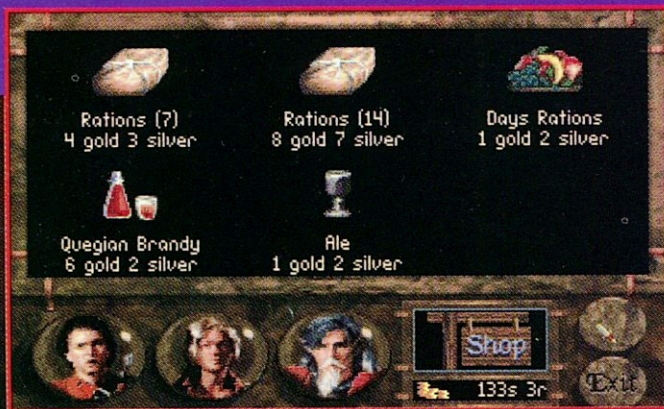 Rations (7)
4 gold 3 silver
Rations (14)
8 gold 7 silver
Days Rations
1 gold 2 silver
Quegian Brandy
6 gold 2 silver
Ale
1 gold 2 silver
Shop
133s 3r
Exit